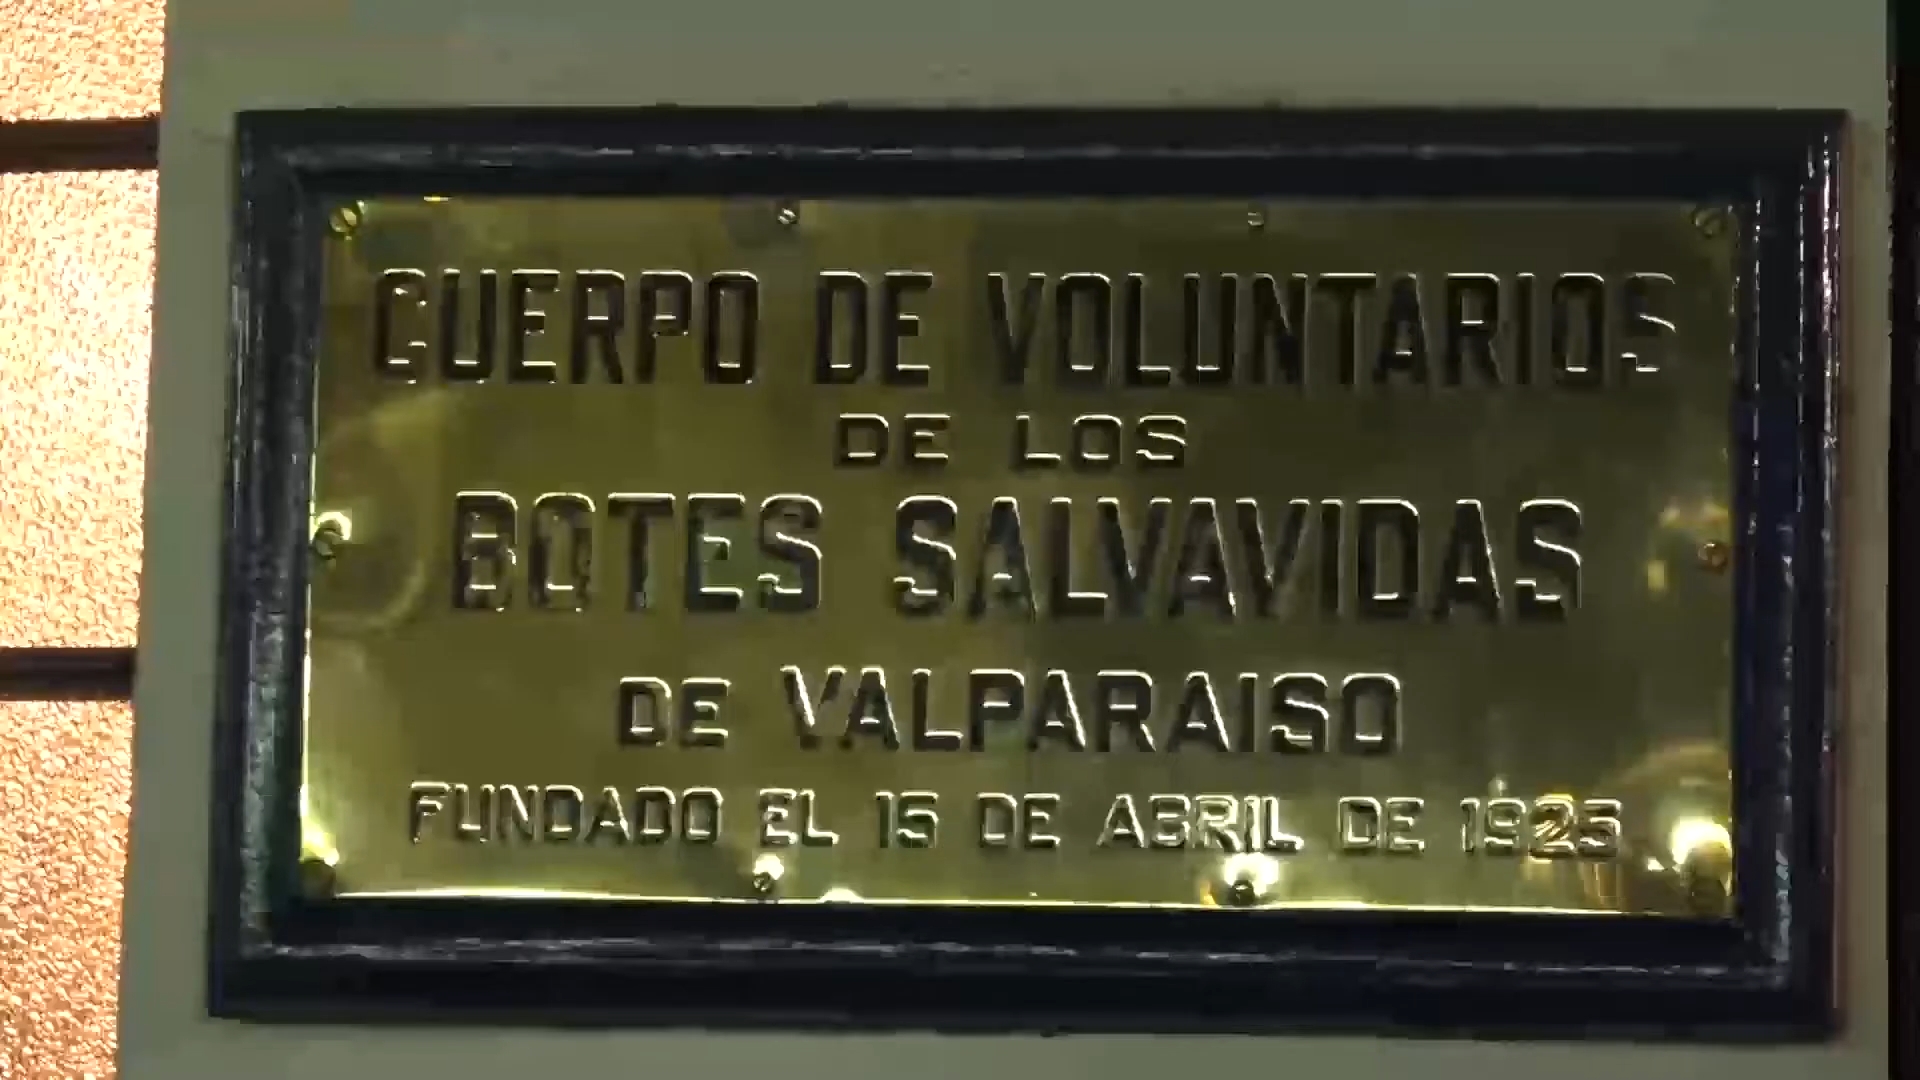 CUERPO DE VOLUNTARIOS
DE LOS
BOTES SALVAVIDAS
DE VALPARAISO
FUNDADO EL 15 DE ABRIL DE 1925